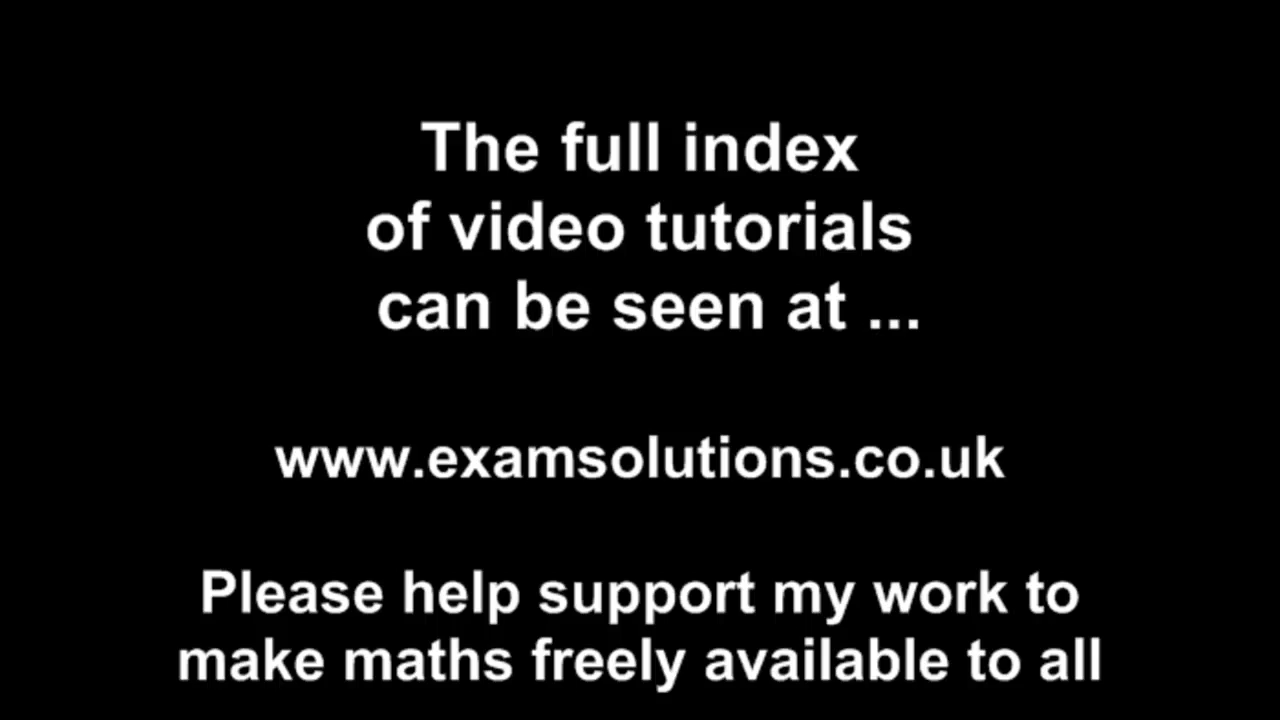 The full index
of video tutorials
can be seen at ...
www.examsolutions.co.uk
Please help support my work to
make maths freely available to all